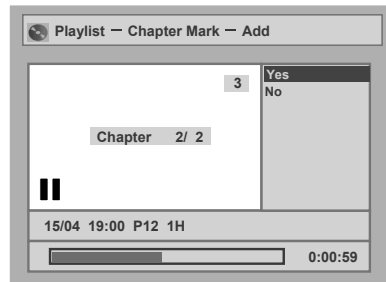 Playlist － Chapter Mark － Add
3
Chapter 2/ 2
Yes
No
15/04 19:00 P12 1H
0:00:59